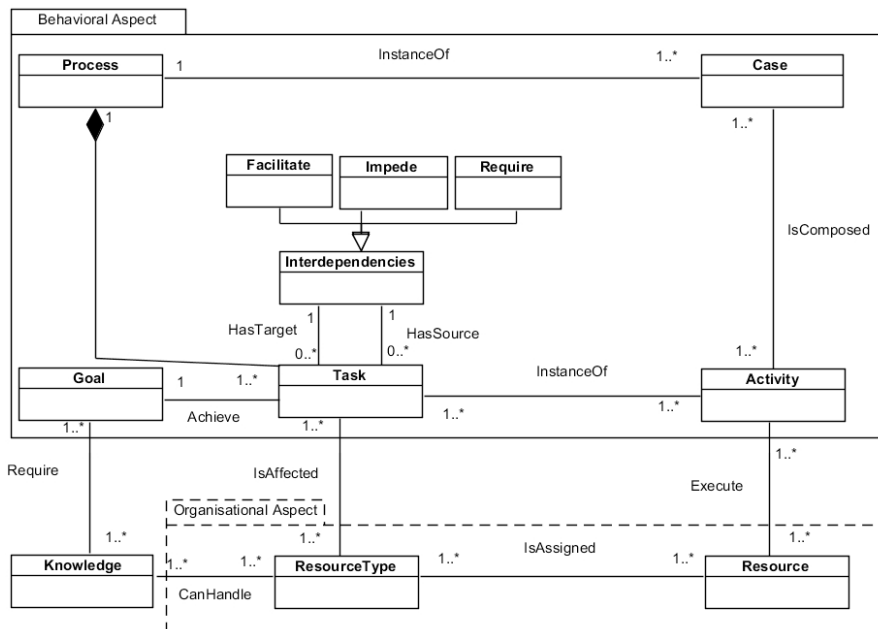 Behavioral Aspect
Process
1
InstanceOf
1..*
Case
1
1..*
Facilitate
Impede
Require
IsComposed
Interdependencies
1
1
HasTarget
HasSource
0..*
0..*
1..*
Goal
1
1..*
Task
InstanceOf
Activity
Achieve
1..*
1..*
1..*
1..*
1..*
Require
IsAffected
Execute
Organisational Aspect
1..*
1..*
IsAssigned
1..*
Knowledge
1..*
1..*
ResourceType
1..*
1..*
Resource
CanHandle